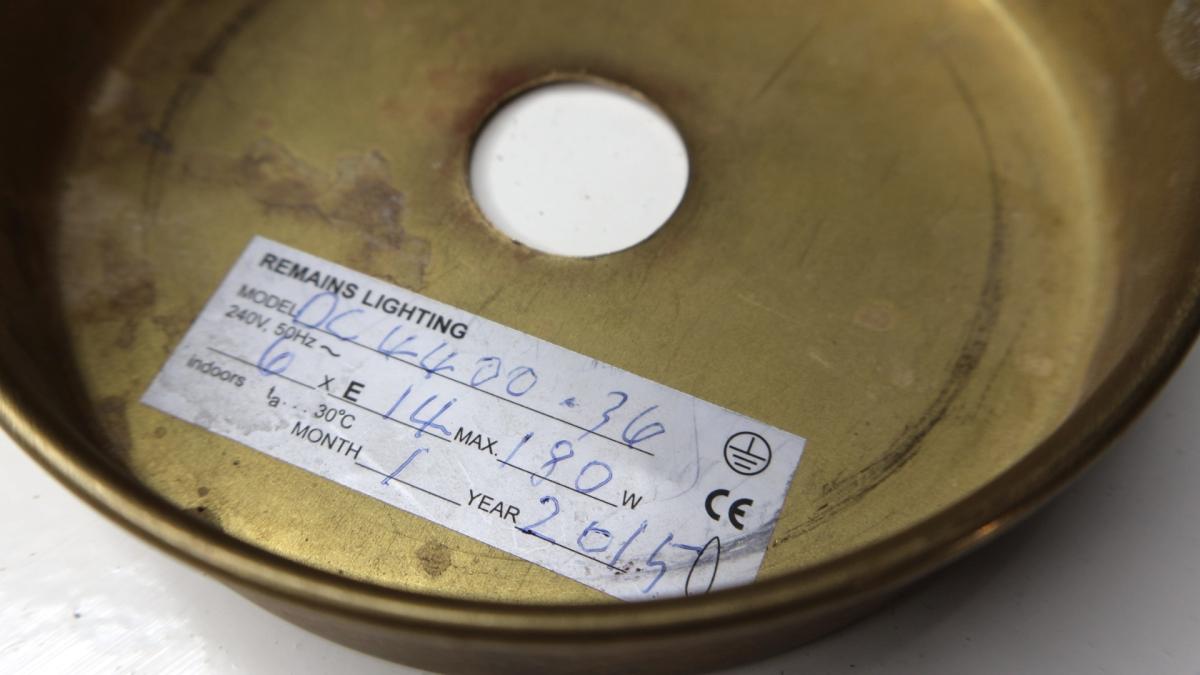 REMAINS LIGHTING
MODEL DC 4400.36
240V, 50Hz ~
6 x E 14 MAX. 180 W
Indoors ta... 30°C
MONTH 1 YEAR 2015
CE